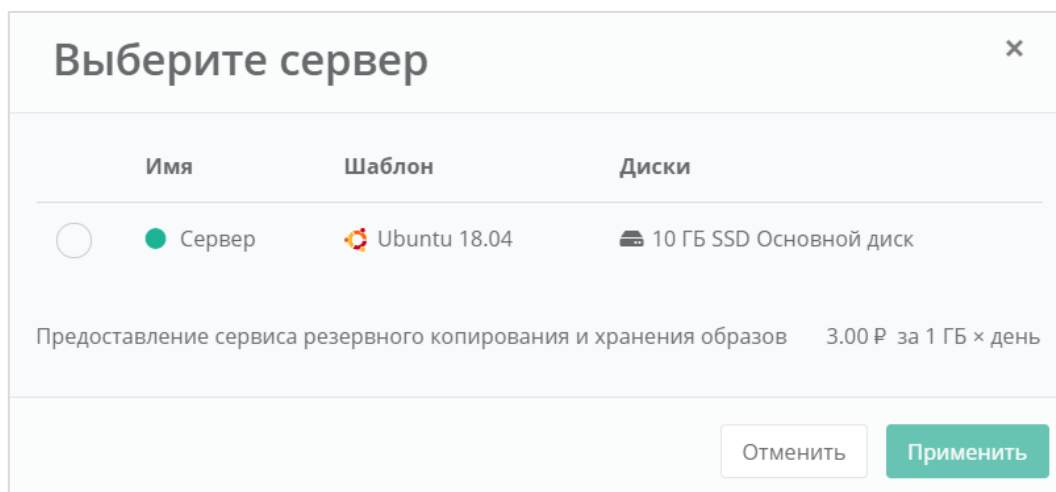 Выберите сервер ×
Имя Шаблон Диски
Сервер Ubuntu 18.04 10 ГБ SSD Основной диск
Предоставление сервиса резервного копирования и хранения образов 3.00 ₽ за 1 ГБ × день
Отменить Применить